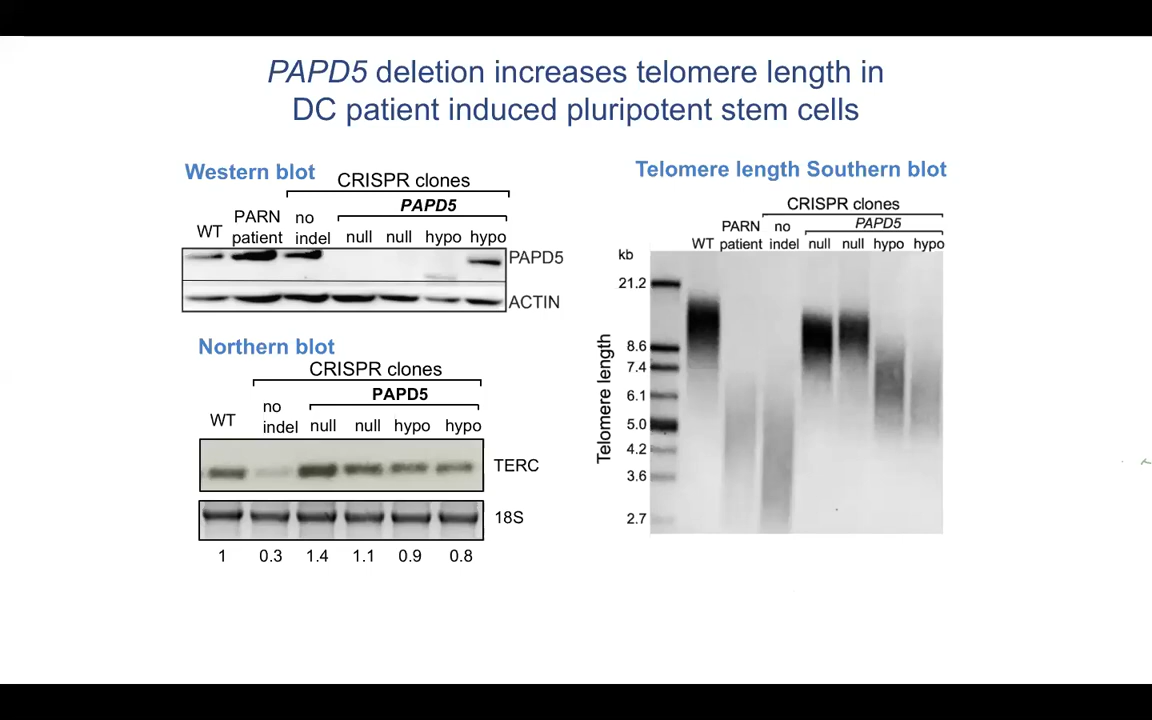 PAPD5 deletion increases telomere length in
DC patient induced pluripotent stem cells
Western blot
CRISPR clones
PAPD5
WT
PARN
patient
no
indel
null null hypo hypo
PAPD5
ACTIN
Northern blot
CRISPR clones
PAPD5
WT
no
indel
null null hypo hypo
TERC
18S
1 0.3 1.4 1.1 0.9 0.8
Telomere length Southern blot
CRISPR clones
PAPD5
WT
PARN
patient
no
indel
null null hypo hypo
kb
21.2
8.6
7.4
6.1
5.0
4.2
3.6
2.7
Telomere length